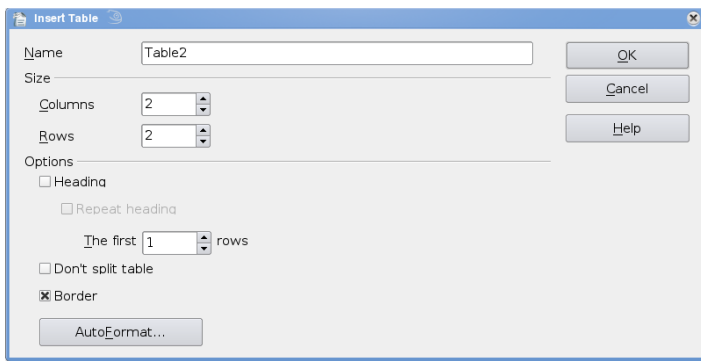 Insert Table
Name Table2
OK
Size
Cancel
Columns 2
Rows 2
Help
Options
Heading
Repeat heading
The first 1 rows
Don't split table
Border
AutoFormat...